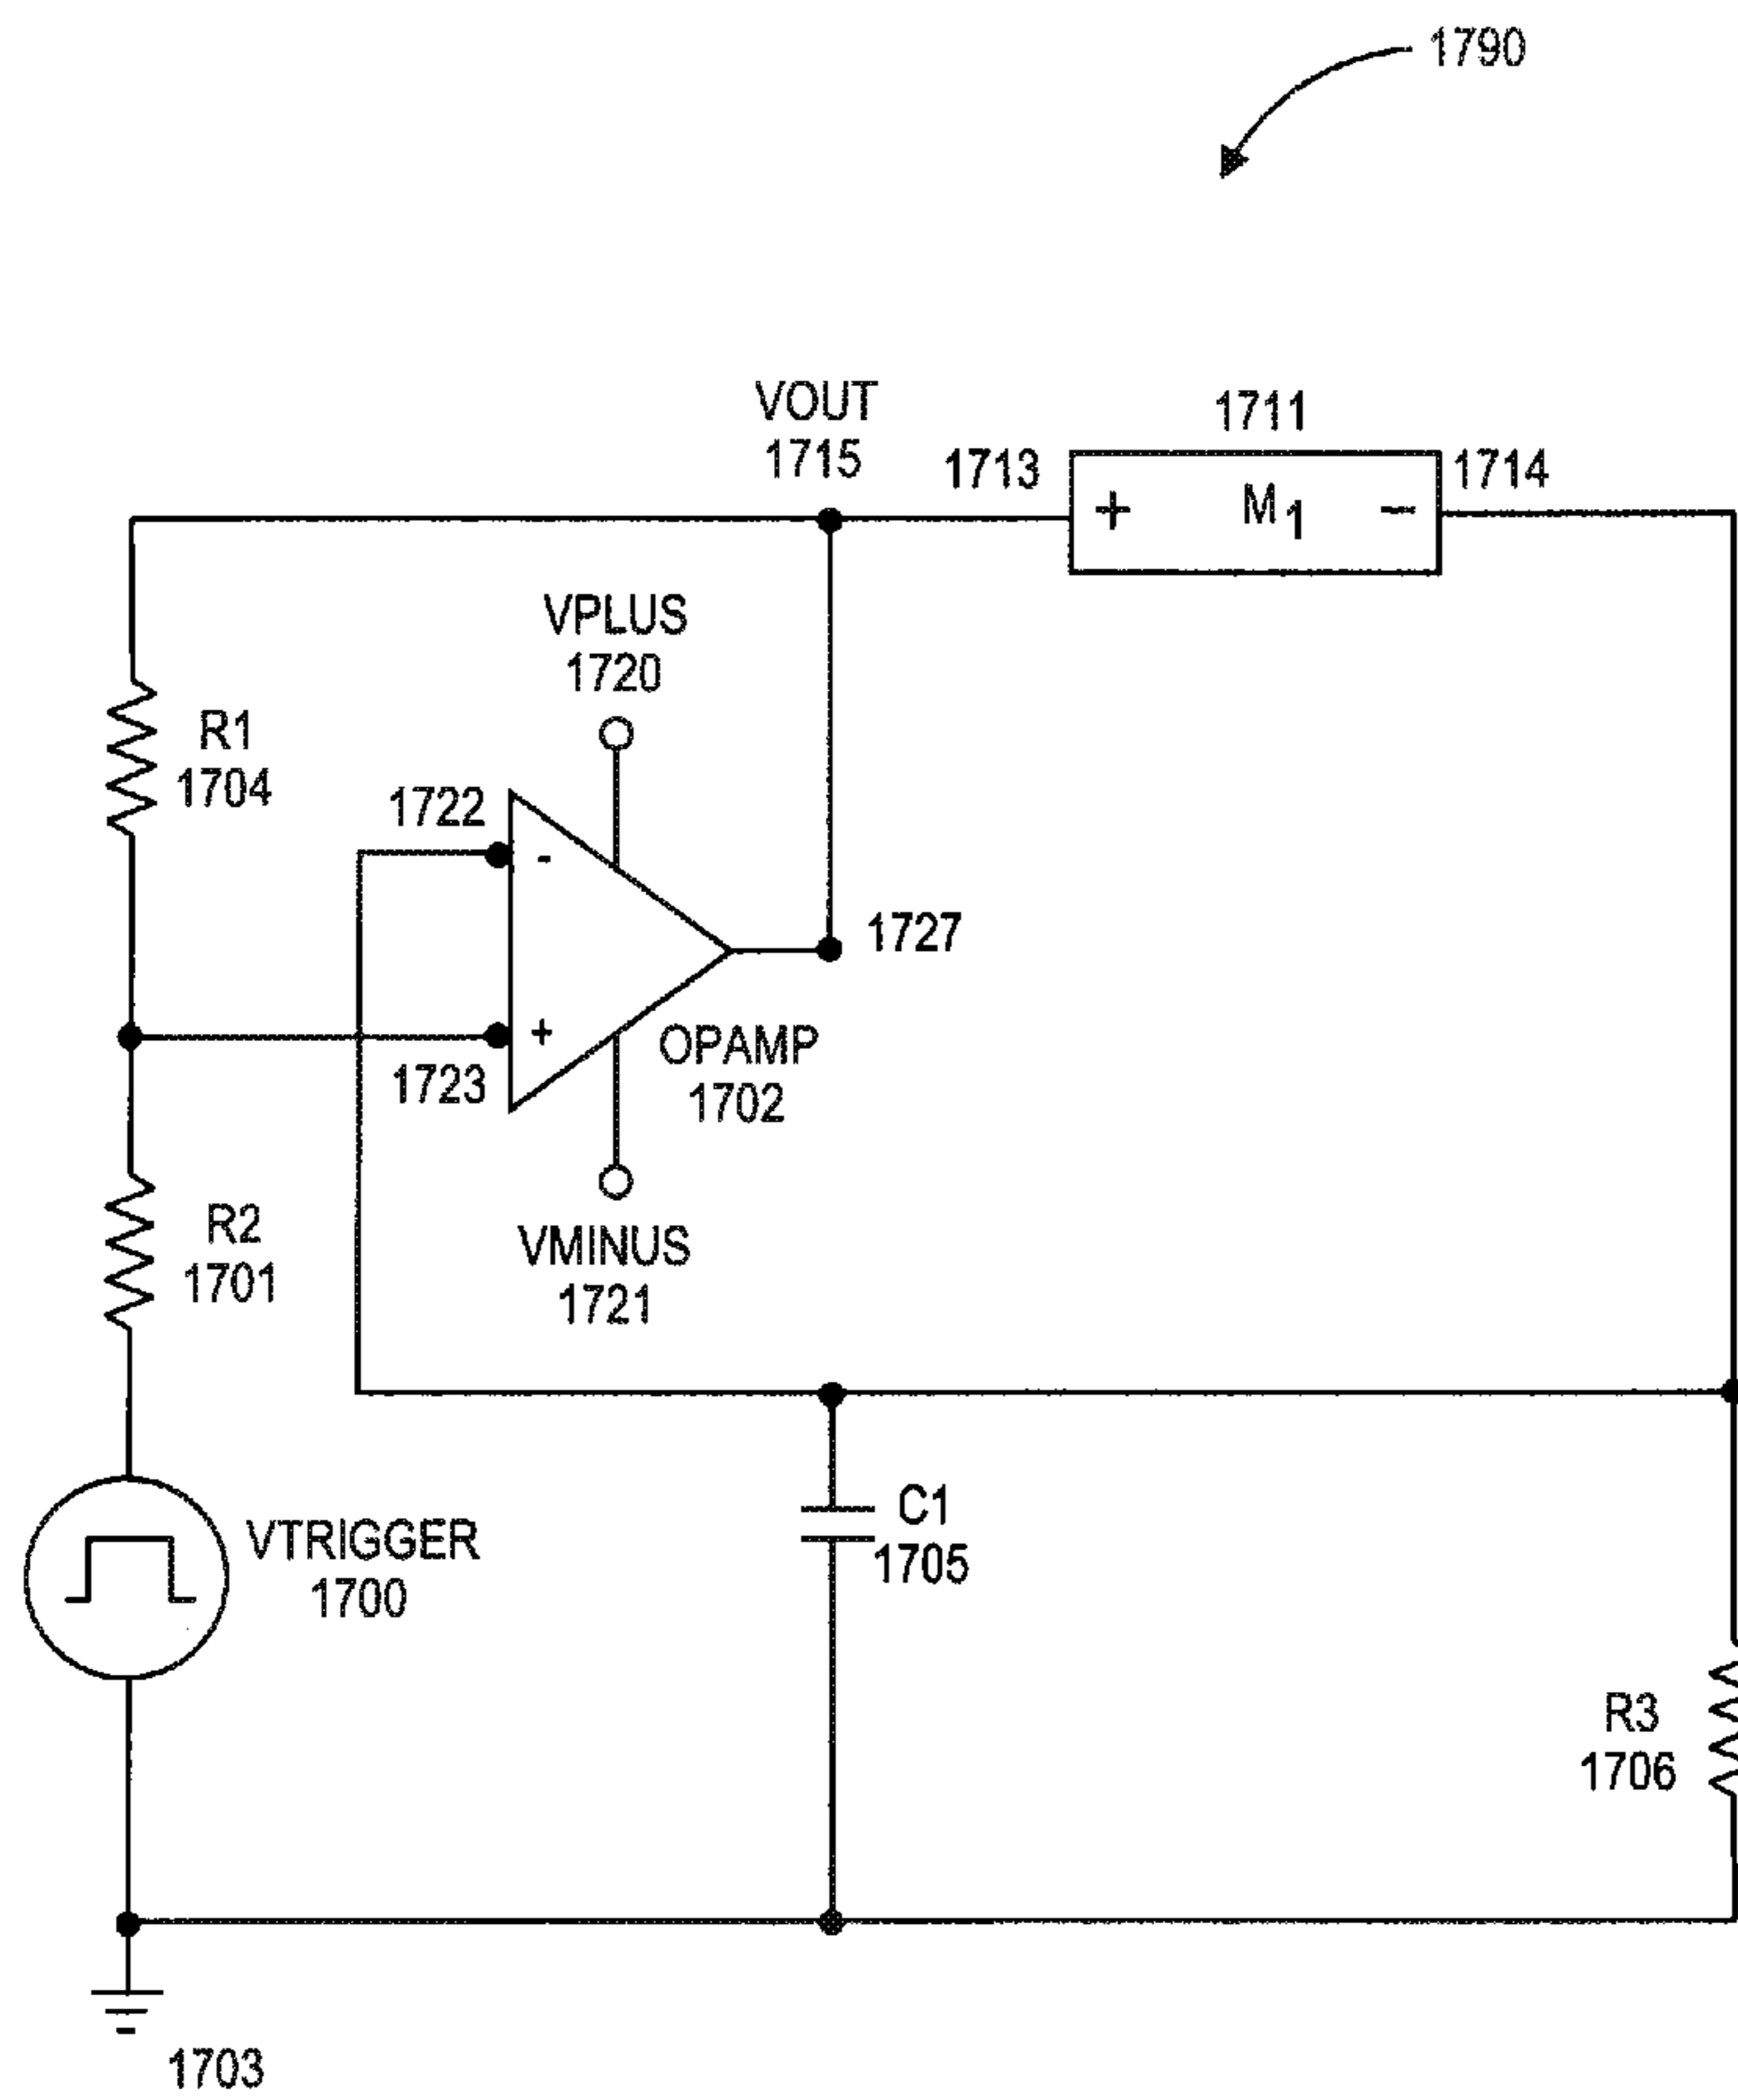 1790
VOUT
1715
1711
1713
1714
+ M1 −
VPLUS
1720
R1
1704
1722
-
1727
+
1723
OPAMP
1702
R2
1701
VMINUS
1721
VTRIGGER
1700
C1
1705
R3
1706
1703